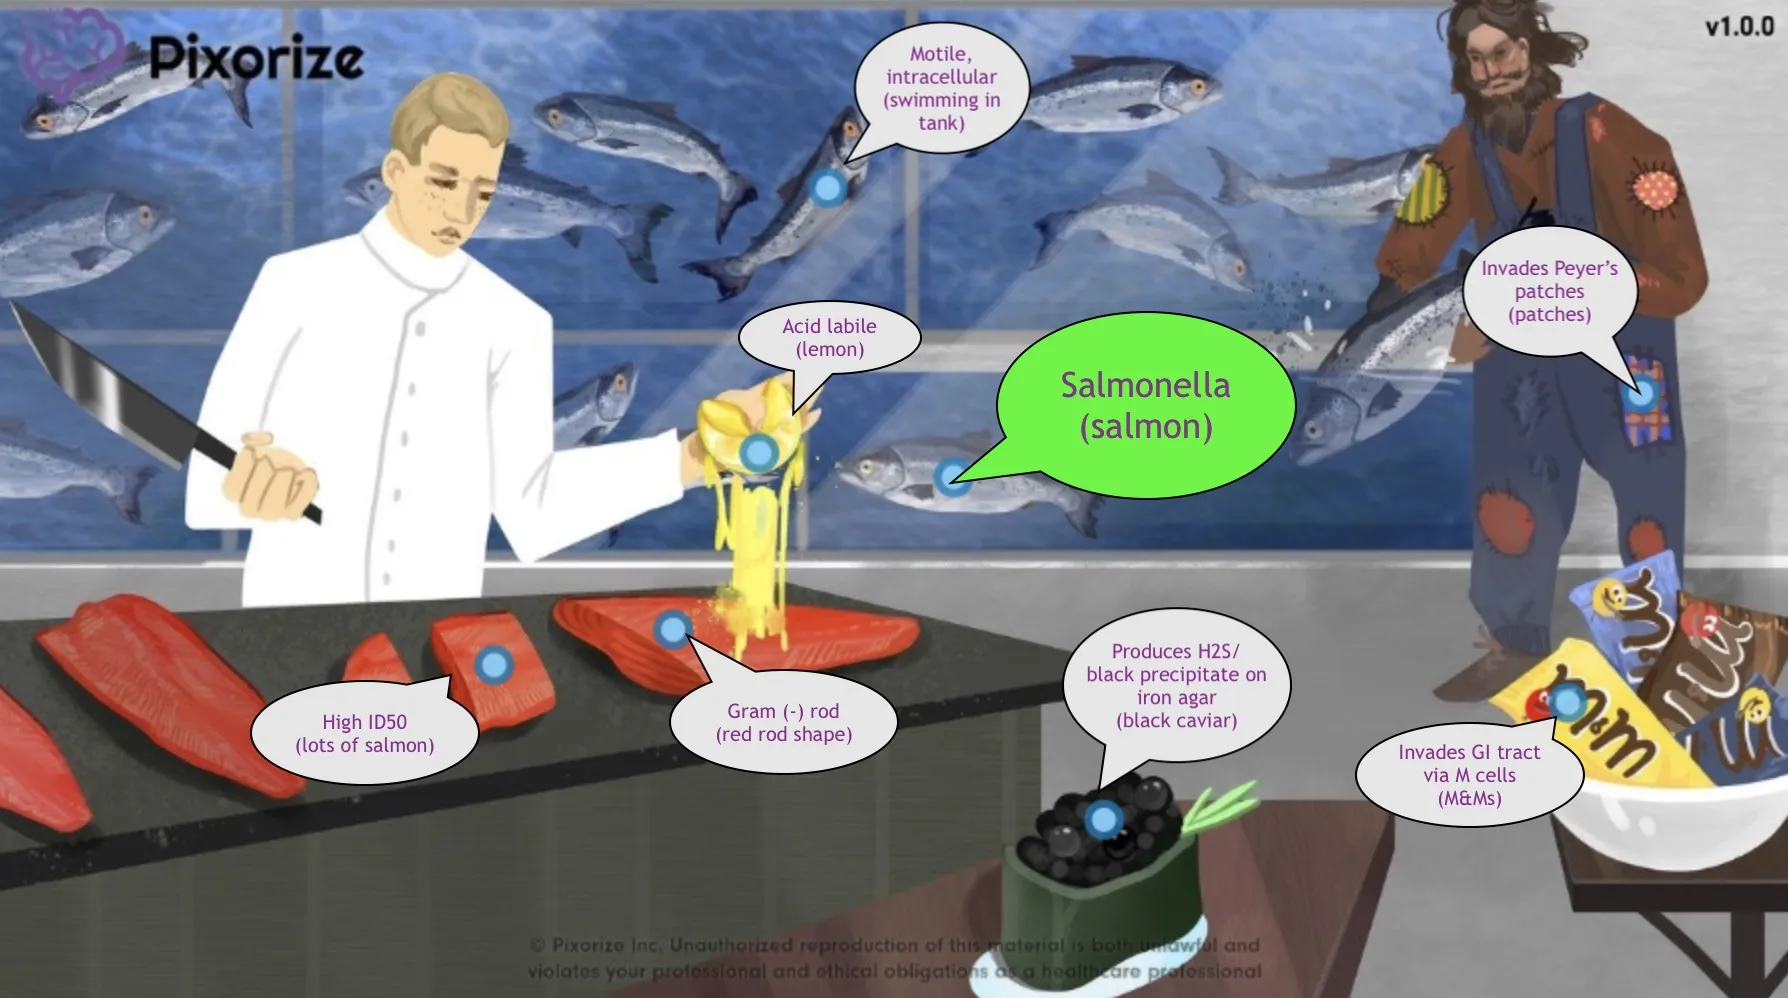 Pixorize
v1.0.0
Motile,
intracellular
(swimming in
tank)
Invades Peyer's
patches
(patches)
Acid labile
(lemon)
Salmonella
(salmon)
High ID50
(lots of salmon)
Gram (-) rod
(red rod shape)
Produces H2S/
black precipitate on
iron agar
(black caviar)
Invades GI tract
via M cells
(M&Ms)
m&m
© Pixorize Inc. Unauthorized reproduction of this material is both unlawful and
violates your professional and ethical obligations as a healthcare professional